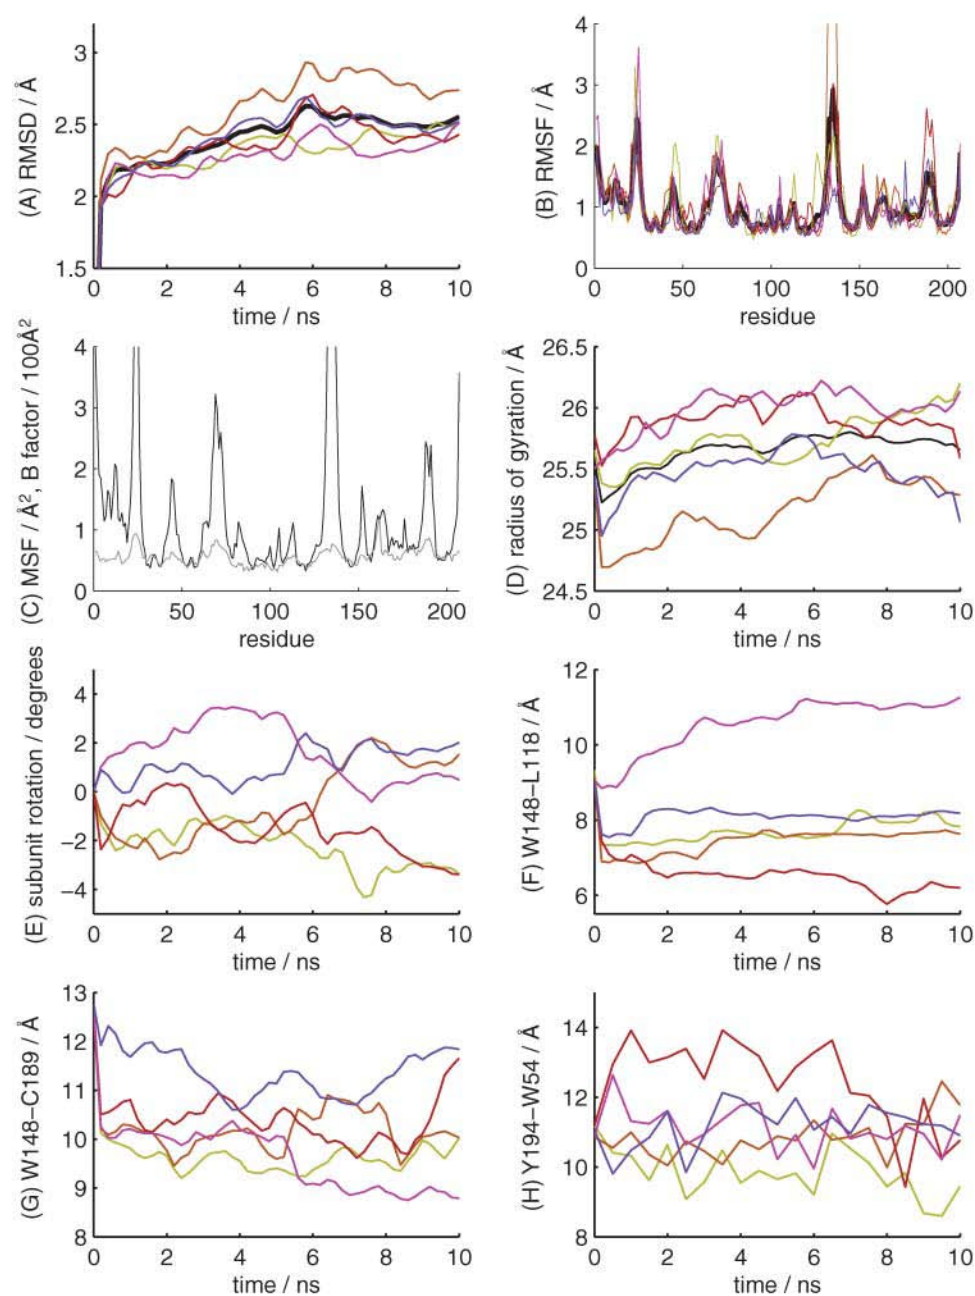 (A) RMSD / Å
3
2.5
2
1.5
0 2 4 6 8 10
time / ns
(B) RMSF / Å
4
3
2
1
0
0 50 100 150 200
residue
(C) MSF / Å², B factor / 100Å²
4
3
2
1
0
0 50 100 150 200
residue
(D) radius of gyration / Å
26.5
26
25.5
25
24.5
0 2 4 6 8 10
time / ns
(E) subunit rotation / degrees
4
2
0
−2
−4
0 2 4 6 8 10
time / ns
(F) W148–L118 / Å
12
10
8
6
0 2 4 6 8 10
time / ns
(G) W148–C189 / Å
13
12
11
10
9
8
0 2 4 6 8 10
time / ns
(H) Y194–W54 / Å
14
12
10
8
0 2 4 6 8 10
time / ns